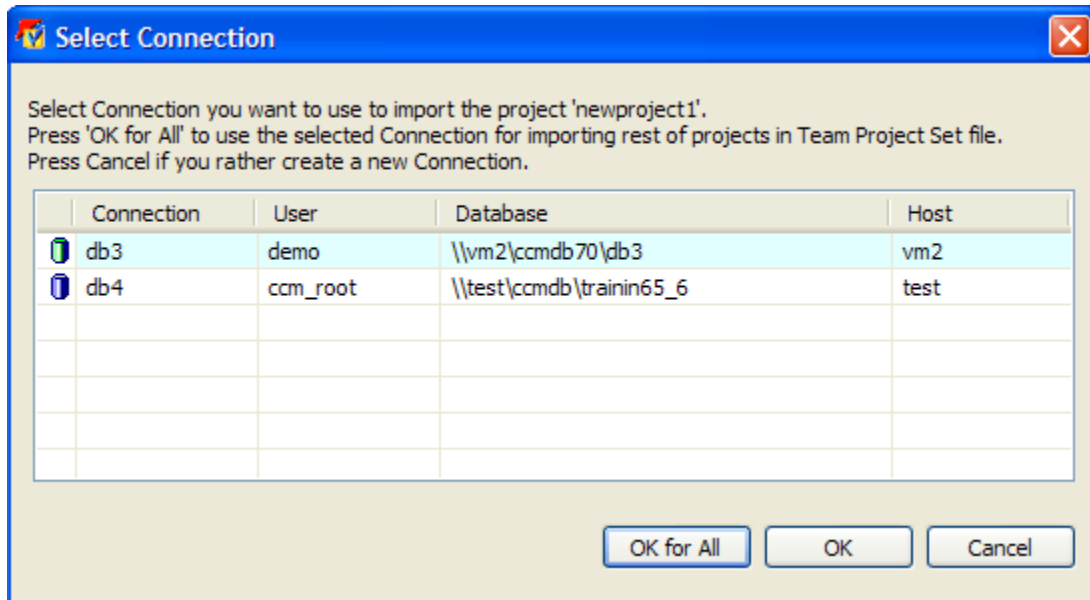 Select Connection
Select Connection you want to use to import the project 'newproject1'.
Press 'OK for All' to use the selected Connection for importing rest of projects in Team Project Set file.
Press Cancel if you rather create a new Connection.
Connection User Database Host
db3 demo \\vm2\ccmdb70\db3 vm2
db4 ccm_root \\test\ccmdb\trainin65_6 test
OK for All OK Cancel